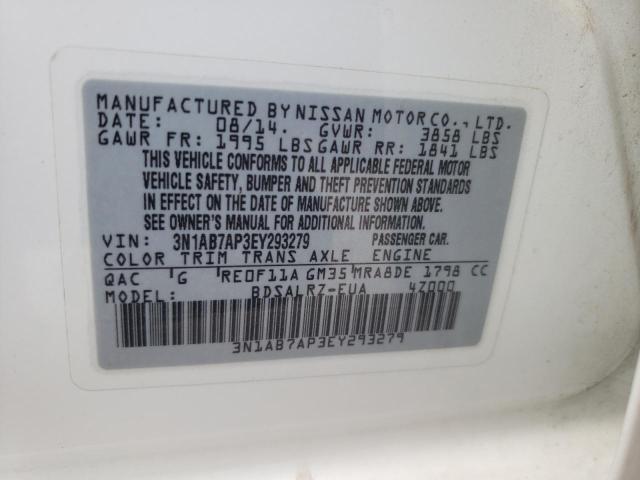 MANUFACTURED BY NISSAN MOTOR CO., LTD.
DATE: 08/14. GVWR: 3858 LBS
GAWR FR: 1995 LBS GAWR RR: 1841 LBS
THIS VEHICLE CONFORMS TO ALL APPLICABLE FEDERAL MOTOR
VEHICLE SAFETY, BUMPER AND THEFT PREVENTION STANDARDS
IN EFFECT ON THE DATE OF MANUFACTURE SHOWN ABOVE.
SEE OWNER'S MANUAL FOR ADDITIONAL INFORMATION.
VIN: 3N1AB7AP3EY293279 PASSENGER CAR.
COLOR TRIM TRANS AXLE ENGINE
QAC G RE0F11A GM35 MRA8DE 1798 CC
MODEL: BDSALRZ-EUA 4Z000
3N1AB7AP3EY293279